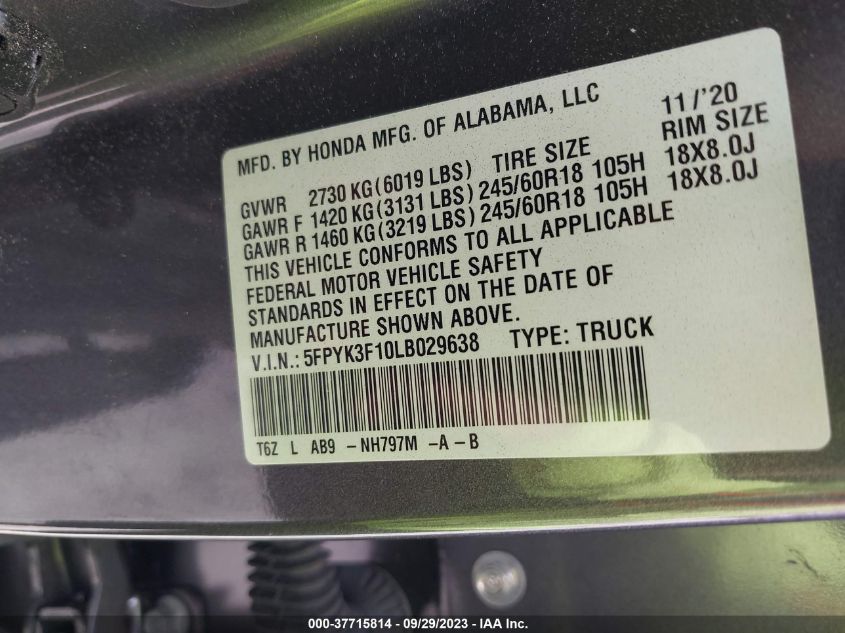 MFD. BY HONDA MFG. OF ALABAMA, LLC 11/'20
GVWR 2730 KG(6019 LBS) TIRE SIZE RIM SIZE
GAWR F 1420 KG(3131 LBS) 245/60R18 105H 18X8.0J
GAWR R 1460 KG(3219 LBS) 245/60R18 105H 18X8.0J
THIS VEHICLE CONFORMS TO ALL APPLICABLE
FEDERAL MOTOR VEHICLE SAFETY
STANDARDS IN EFFECT ON THE DATE OF
MANUFACTURE SHOWN ABOVE.
V.I.N.: 5FPYK3F10LB029638 TYPE: TRUCK
T6Z L AB9 -NH797M -A-B
000-37715814 - 09/29/2023 - IAA Inc.